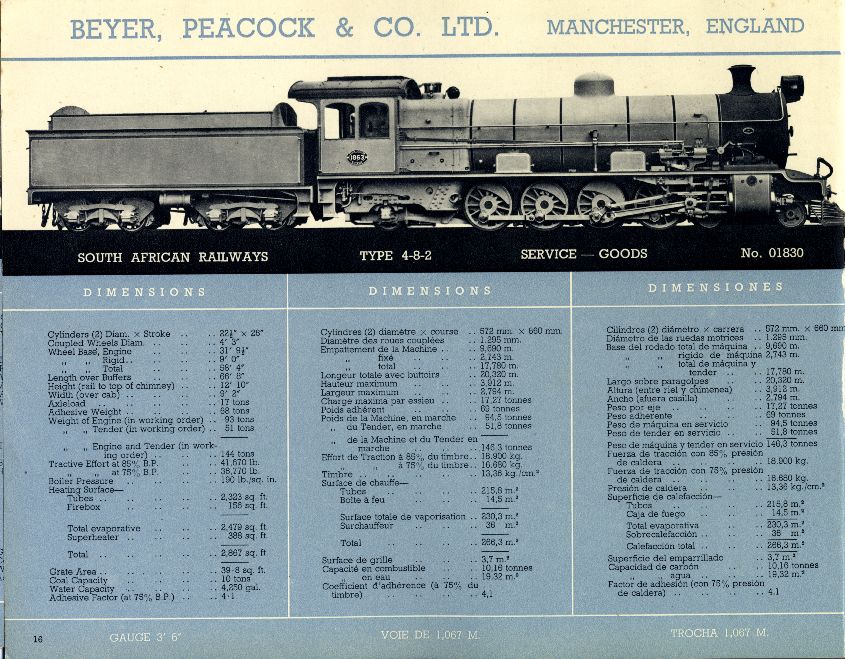 BEYER, PEACOCK & CO. LTD. MANCHESTER, ENGLAND
1863
SOUTH AFRICAN RAILWAYS TYPE 4-8-2 SERVICE — GOODS No. 01830
DIMENSIONS
Cylinders (2) Diam. × Stroke .. .. 22½" × 26"
Coupled Wheels Diam. .. .. 4' 3"
Wheel Base, Engine .. .. 31' 9½"
„ „ Rigid .. .. 9' 0"
„ „ Total .. .. 58' 4"
Length over Buffers .. .. 66' 8"
Height (rail to top of chimney) .. .. 12' 10"
Width (over cab) .. .. 9' 2"
Axleload .. .. 17 tons
Adhesive Weight .. .. 68 tons
Weight of Engine (in working order) .. 93 tons
„ „ Tender (in working order) .. 51 tons
„ „ Engine and Tender (in work-
ing order) .. .. 144 tons
Tractive Effort at 85% B.P. .. .. 41,670 lb.
„ „ at 75% B.P. .. .. 36,770 lb.
Boiler Pressure .. .. 190 lb./sq. in.
Heating Surface—
Tubes .. .. 2,323 sq. ft.
Firebox .. .. 156 sq. ft.
Total evaporative .. .. 2,479 sq. ft
Superheater .. .. 388 sq. ft.
Total .. .. 2,867 sq. ft
Grate Area .. .. 39·8 sq. ft.
Coal Capacity .. .. 10 tons
Water Capacity .. .. 4,250 gal.
Adhesive Factor (at 75% B.P.) .. .. 4·1
DIMENSIONS
Cylindres (2) diamètre × course .. 572 mm. × 660 mm.
Diamètre des roues couplées .. 1.295 mm.
Empattement de la Machine .. .. 9,690 m.
„ fixé .. .. 2,743 m.
„ total .. .. 17,780 m.
Longeur totale avec buttoirs .. .. 20,320 m.
Hauteur maximum .. .. 3,912 m.
Largeur maximum .. .. 2,794 m.
Charge maxima par essieu .. .. 17,27 tonnes
Poids adhérent .. .. 69 tonnes
Poids de la Machine, en marche .. 94,5 tonnes
„ du Tender, en marche .. 51,8 tonnes
„ de la Machine et du Tender en
marche .. .. 146,3 tonnes
Effort de Traction à 85% du timbre .. 18.900 kg.
„ „ à 75% du timbre .. 16.680 kg.
Timbre .. .. 13,36 kg./cm.²
Surface de chauffe—
Tubes .. .. 215,8 m.²
Boîte à feu .. .. 14,5 m.²
Surface totale de vaporisation .. 230,3 m.²
Surchauffeur .. .. 36 m.²
Total .. .. 266,3 m.²
Surface de grille .. .. 3,7 m.²
Capacité en combustible .. .. 10,16 tonnes
„ en eau .. .. 19,32 m.³
Coefficient d'adhérence (à 75% du
timbre) .. .. 4,1
DIMENSIONES
Cilindros (2) diámetro × carrera .. 572 mm. × 660 mm
Diámetro de las ruedas motrices .. 1.295 mm.
Base del rodado total de máquina .. 9,690 m.
„ „ rigido de máquina 2,743 m.
„ „ total de máquina y
tender .. .. 17,780 m.
Largo sobre paragolpes .. .. 20,320 m.
Altura (entre riel y chimenea) .. 3,912 m.
Ancho (afuera casilla) .. .. 2,794 m.
Peso por eje .. .. 17,27 tonnes
Peso adherente .. .. 69 tonnes
Peso de máquina en servicio .. .. 94,5 tonnes
Peso de tender en servicio .. .. 51,8 tonnes
Peso de máquina y tender en servicio 146,3 tonnes
Fuerza de tracción con 85% presión
de caldera .. .. 18.900 kg.
Fuerza de tracción con 75% presión
de caldera .. .. 16.680 kg.
Presión de caldera .. .. 13,36 kg./cm.²
Superficie de calefacción—
Tubos .. .. 215,8 m.²
Caja de fuego .. .. 14,5 m.²
Total evaporativa .. .. 230,3 m.²
Sobrecalefacción .. .. 36 m.²
Calefacción total .. .. 266,3 m.²
Superficie del emparrillado .. .. 3,7 m.²
Capacidad de carbón .. .. 10,16 tonnes
„ agua .. .. 19,32 m.³
Factor de adhesión (con 75% presión
de caldera) .. .. 4.1
16 GAUGE 3' 6" VOIE DE 1,067 M. TROCHA 1,067 M.